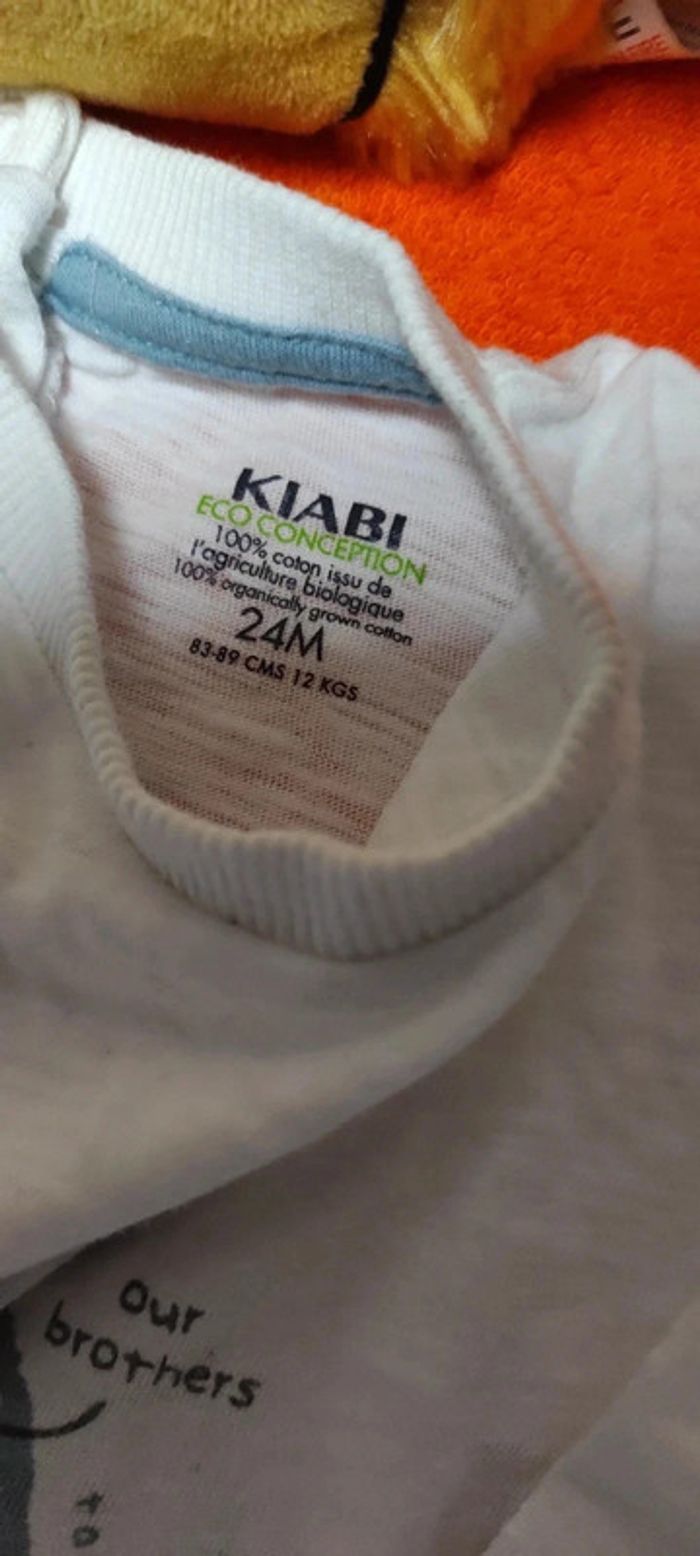 KIABI
ECO CONCEPTION
100% coton issu de
l'agriculture biologique
100% organically grown cotton
24M
83-89 CMS 12 KGS
our
brothers
to